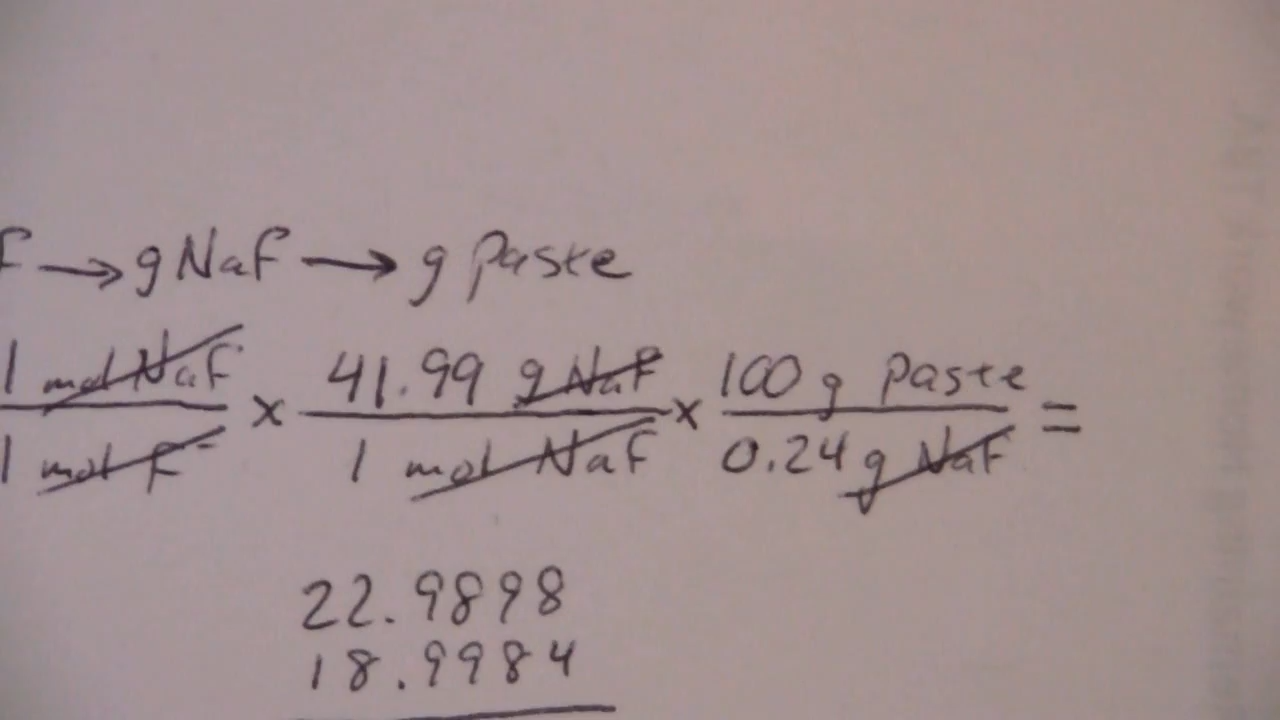 F → g NaF → g Paste
1 mol NaF x 41.99 g NaF x 100 g Paste =
1 mol F⁻ 1 mol NaF 0.24 g NaF
22.9898
18.9984